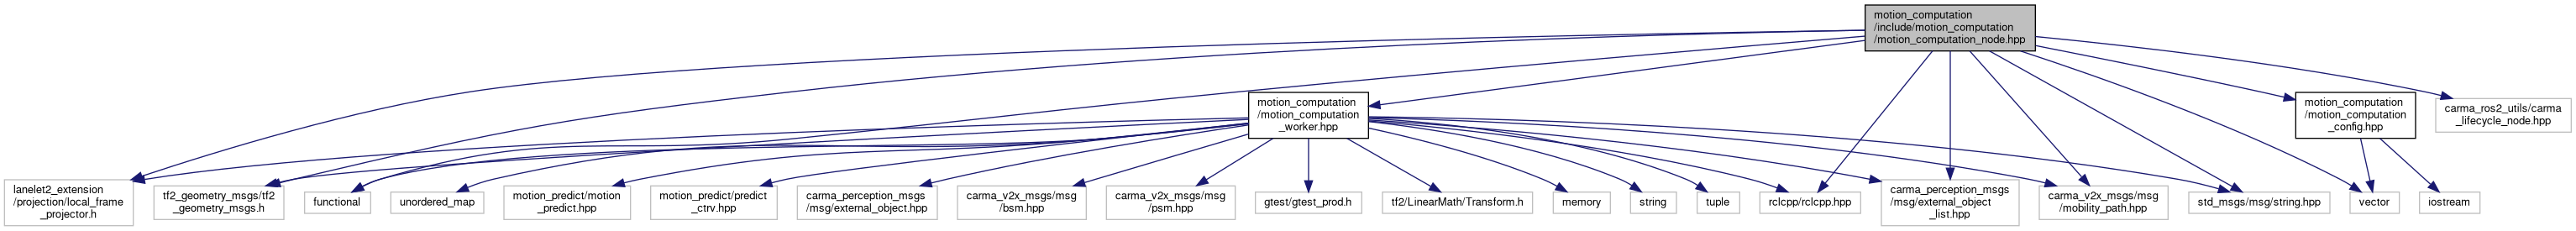 motion_computation
/include/motion_computation
/motion_computation_node.hpp
motion_computation
/motion_computation
_worker.hpp
motion_computation
/motion_computation
_config.hpp
carma_ros2_utils/carma
_lifecycle_node.hpp
lanelet2_extension
/projection/local_frame
_projector.h
tf2_geometry_msgs/tf2
_geometry_msgs.h
functional
unordered_map
motion_predict/motion
_predict.hpp
motion_predict/predict
_ctrv.hpp
carma_perception_msgs
/msg/external_object.hpp
carma_v2x_msgs/msg
/bsm.hpp
carma_v2x_msgs/msg
/psm.hpp
gtest/gtest_prod.h
tf2/LinearMath/Transform.h
memory
string
tuple
rclcpp/rclcpp.hpp
carma_perception_msgs
/msg/external_object
_list.hpp
carma_v2x_msgs/msg
/mobility_path.hpp
std_msgs/msg/string.hpp
vector
iostream